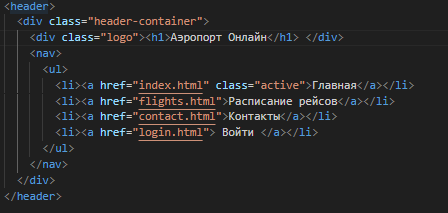 <header>
  <div class="header-container">
    <div class="logo"><h1>Аэропорт Онлайн</h1> </div>
    <nav>
      <ul>
        <li><a href="index.html" class="active">Главная</a></li>
        <li><a href="flights.html">Расписание рейсов</a></li>
        <li><a href="contact.html">Контакты</a></li>
        <li><a href="login.html"> Войти </a></li>
      </ul>
    </nav>
  </div>
</header>